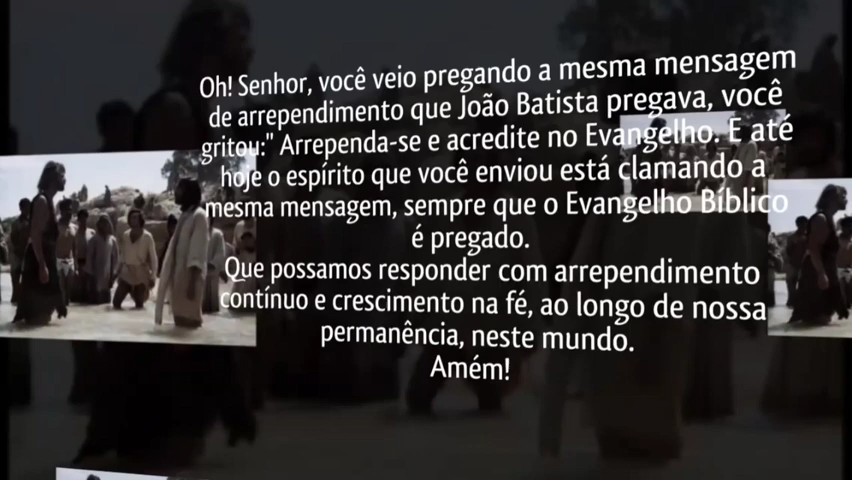 Oh! Senhor, você veio pregando a mesma mensagem
de arrependimento que João Batista pregava, você
gritou:" Arrependa-se e acredite no Evangelho. E até
hoje o espírito que você enviou está clamando a
mesma mensagem, sempre que o Evangelho Bíblico
é pregado.
Que possamos responder com arrependimento
contínuo e crescimento na fé, ao longo de nossa
permanência, neste mundo.
Amém!